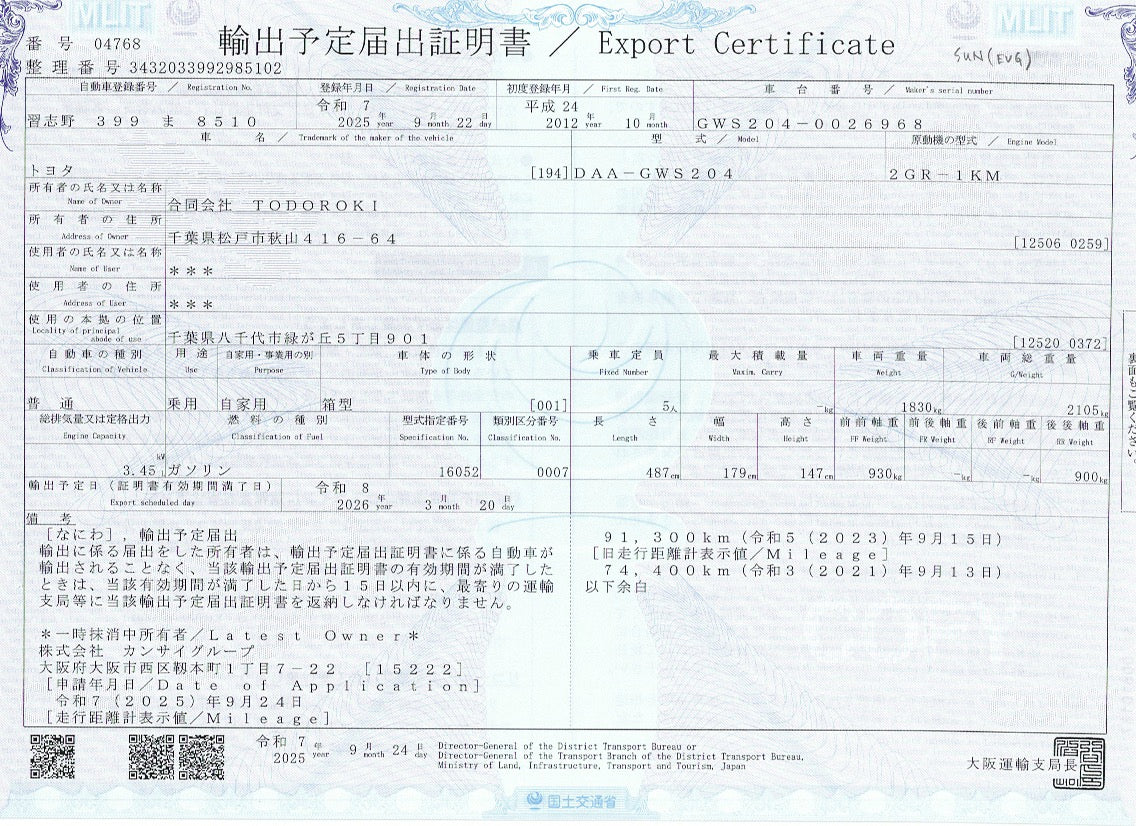 MLIT
MLIT
番号 04768
輸出予定届出証明書 / Export Certificate
SUN(EVG)
整理番号 3432033992985102
自動車登録番号 / Registration No.
登録年月日 / Registration Date
初度登録年月 / First Reg. Date
車台番号 / Maker's serial number
習志野 399 ま 8510
令和 7
2025 年 year 9 月 month 22 日 day
平成 24
2012 年 year 10 月 month
GWS204-0026968
車名 / Trademark of the maker of the vehicle
型式 / Model
原動機の型式 / Engine Model
トヨタ [194]
DAA-GWS204
2GR-1KM
所有者の氏名又は名称
Name of Owner
合同会社 TODOROKI
所有者の住所
Address of Owner
千葉県松戸市秋山416-64 [12506 0259]
使用者の氏名又は名称
Name of User
***
使用者の住所
Address of User
***
使用の本拠の位置
Locality of principal abode of use
千葉県八千代市緑が丘5丁目901 [12520 0372]
自動車の種別 用途 自家用・事業用の別 車体の形状 乗車定員 最大積載量 車両重量 車両総重量
Classification of Vehicle Use Purpose Type of Body Fixed Number Maxim. Carry Weight G/Weight
普通 乗用 自家用 箱型 [001] 5人 -kg 1830kg 2105kg
総排気量又は定格出力 燃料の種別 型式指定番号 類別区分番号 長さ 幅 高さ 前前軸重 前後軸重 後前軸重 後後軸重
Engine Capacity Classification of Fuel Specification No. Classification No. Length Width Height FF Weight FR Weight RF Weight RR Weight
kW
3.45 l ガソリン 16052 0007 487cm 179cm 147cm 930kg -kg -kg 900kg
輸出予定日(証明書有効期間満了日)
Export scheduled day
令和 8
2026 年 year 3 月 month 20 日 day
備考
[なにわ],輸出予定届出
輸出に係る届出をした所有者は、輸出予定届出証明書に係る自動車が
輸出されることなく、当該輸出予定届出証明書の有効期間が満了した
ときは、当該有効期間が満了した日から15日以内に、最寄りの運輸
支局等に当該輸出予定届出証明書を返納しなければなりません。
*一時抹消中所有者/Latest Owner*
株式会社 カンサイグループ
大阪府大阪市西区靱本町1丁目7-22 [15222]
[申請年月日/Date of Application]
令和7(2025)年9月24日
[走行距離計表示値/Mileage]
91,300km(令和5(2023)年9月15日)
[旧走行距離計表示値/Mileage]
74,400km(令和3(2021)年9月13日)
以下余白
裏面もご覧ください。
令和 7
2025 年 year 9 月 month 24 日 day
Director-General of the District Transport Bureau or
Director-General of the Transport Branch of the District Transport Bureau,
Ministry of Land, Infrastructure, Transport and Tourism, Japan
大阪運輸支局長
国土交通省